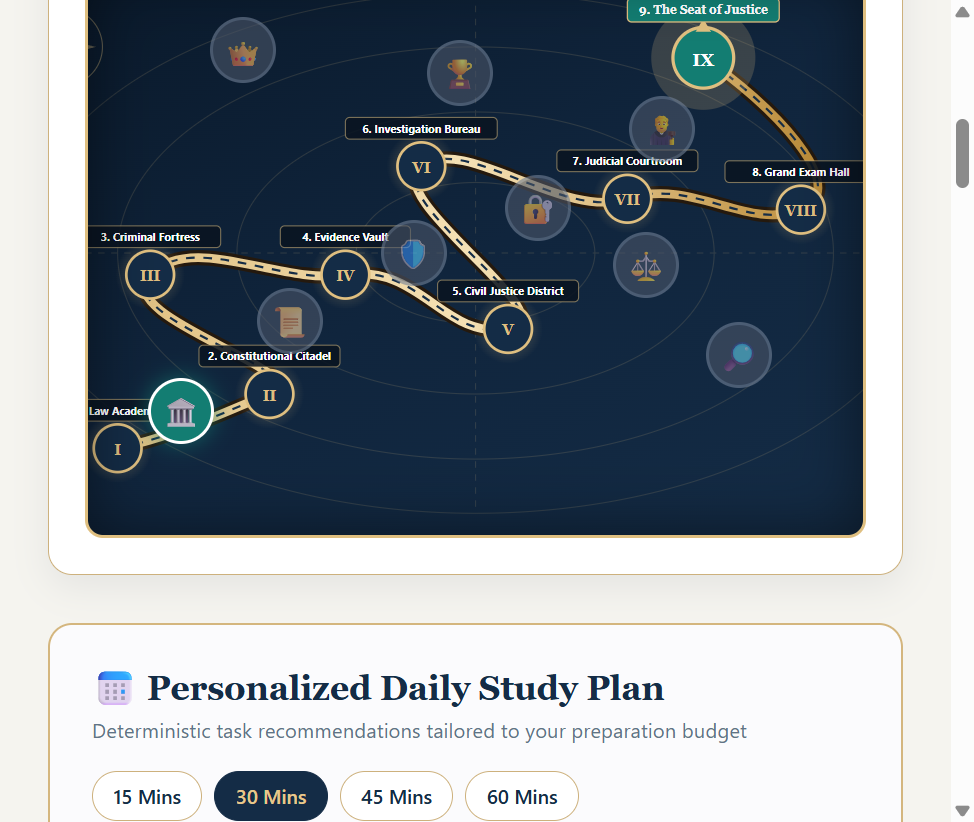 9. The Seat of Justice
IX
6. Investigation Bureau
VI
7. Judicial Courtroom
VII
8. Grand Exam Hall
VIII
3. Criminal Fortress
III
4. Evidence Vault
IV
5. Civil Justice District
V
2. Constitutional Citadel
II
Law Academ
I
Personalized Daily Study Plan
Deterministic task recommendations tailored to your preparation budget
15 Mins
30 Mins
45 Mins
60 Mins